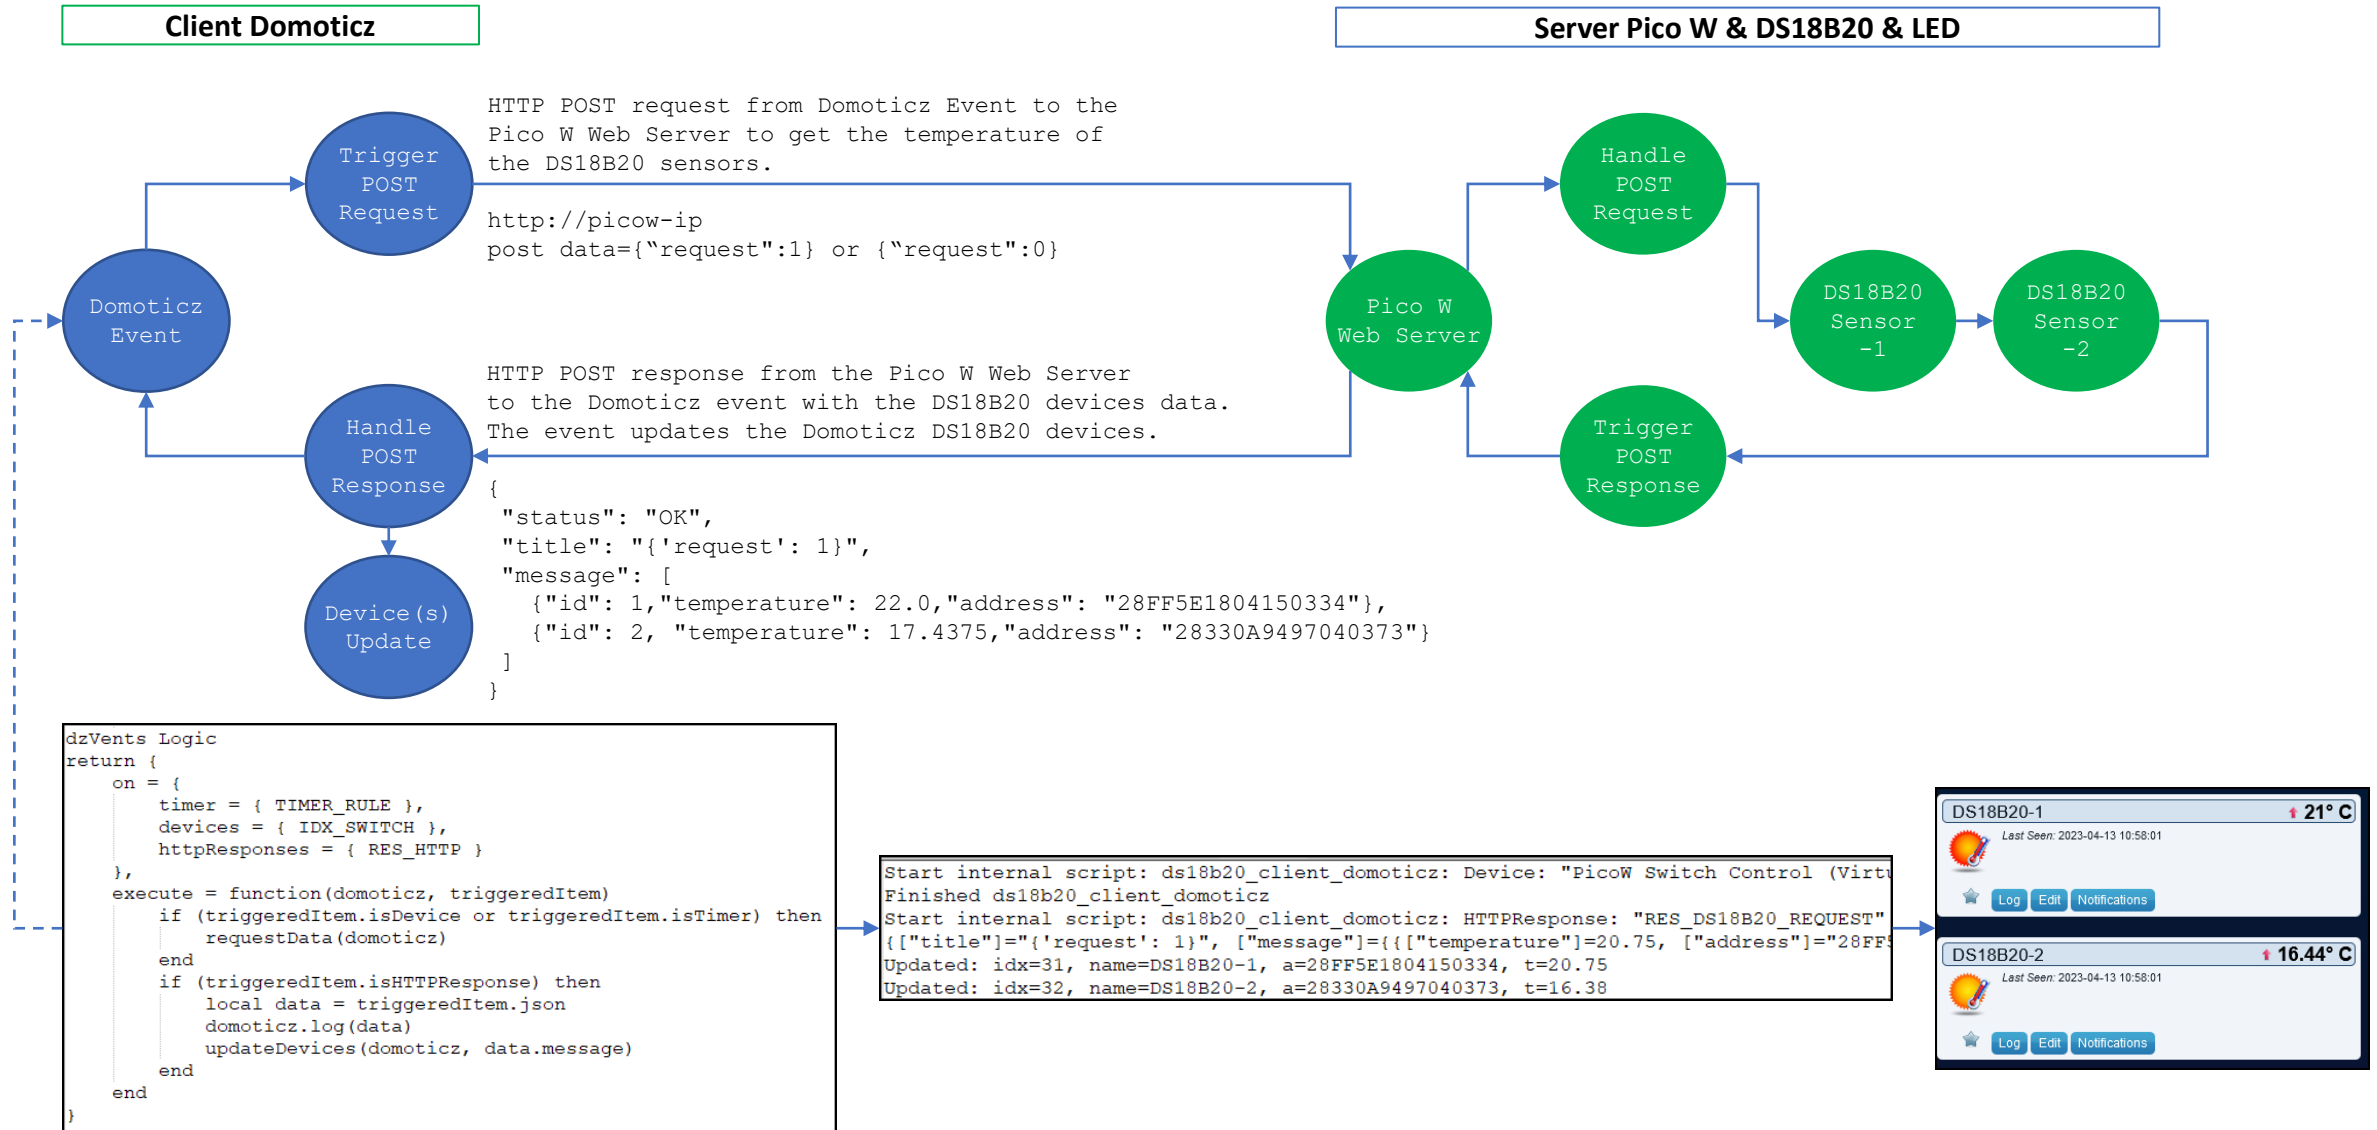 Client Domoticz
Server Pico W & DS18B20 & LED
HTTP POST request from Domoticz Event to the
Pico W Web Server to get the temperature of
the DS18B20 sensors.
http://picow-ip
post data={“request":1} or {“request":0}
Trigger
POST
Request
Handle
POST
Request
Domoticz
Event
Pico W
Web Server
DS18B20
Sensor
-1
DS18B20
Sensor
-2
HTTP POST response from the Pico W Web Server
to the Domoticz event with the DS18B20 devices data.
The event updates the Domoticz DS18B20 devices.
Handle
POST
Response
Trigger
POST
Response
{
"status": "OK",
"title": "{'request': 1}",
"message": [
{"id": 1,"temperature": 22.0,"address": "28FF5E1804150334"},
{"id": 2, "temperature": 17.4375,"address": "28330A9497040373"}
]
}
Device(s)
Update
dzVents Logic
return {
on = {
timer = { TIMER_RULE },
devices = { IDX_SWITCH },
httpResponses = { RES_HTTP }
},
execute = function(domoticz, triggeredItem)
if (triggeredItem.isDevice or triggeredItem.isTimer) then
requestData(domoticz)
end
if (triggeredItem.isHTTPResponse) then
local data = triggeredItem.json
domoticz.log(data)
updateDevices(domoticz, data.message)
end
end
}
Start internal script: ds18b20_client_domoticz: Device: "PicoW Switch Control (Virtu
Finished ds18b20_client_domoticz
Start internal script: ds18b20_client_domoticz: HTTPResponse: "RES_DS18B20_REQUEST"
{["title"]="{'request': 1}", ["message"]={{["temperature"]=20.75, ["address"]="28FF5
Updated: idx=31, name=DS18B20-1, a=28FF5E1804150334, t=20.75
Updated: idx=32, name=DS18B20-2, a=28330A9497040373, t=16.38
DS18B20-1 21° C
Last Seen: 2023-04-13 10:58:01
Log Edit Notifications
DS18B20-2 16.44° C
Last Seen: 2023-04-13 10:58:01
Log Edit Notifications